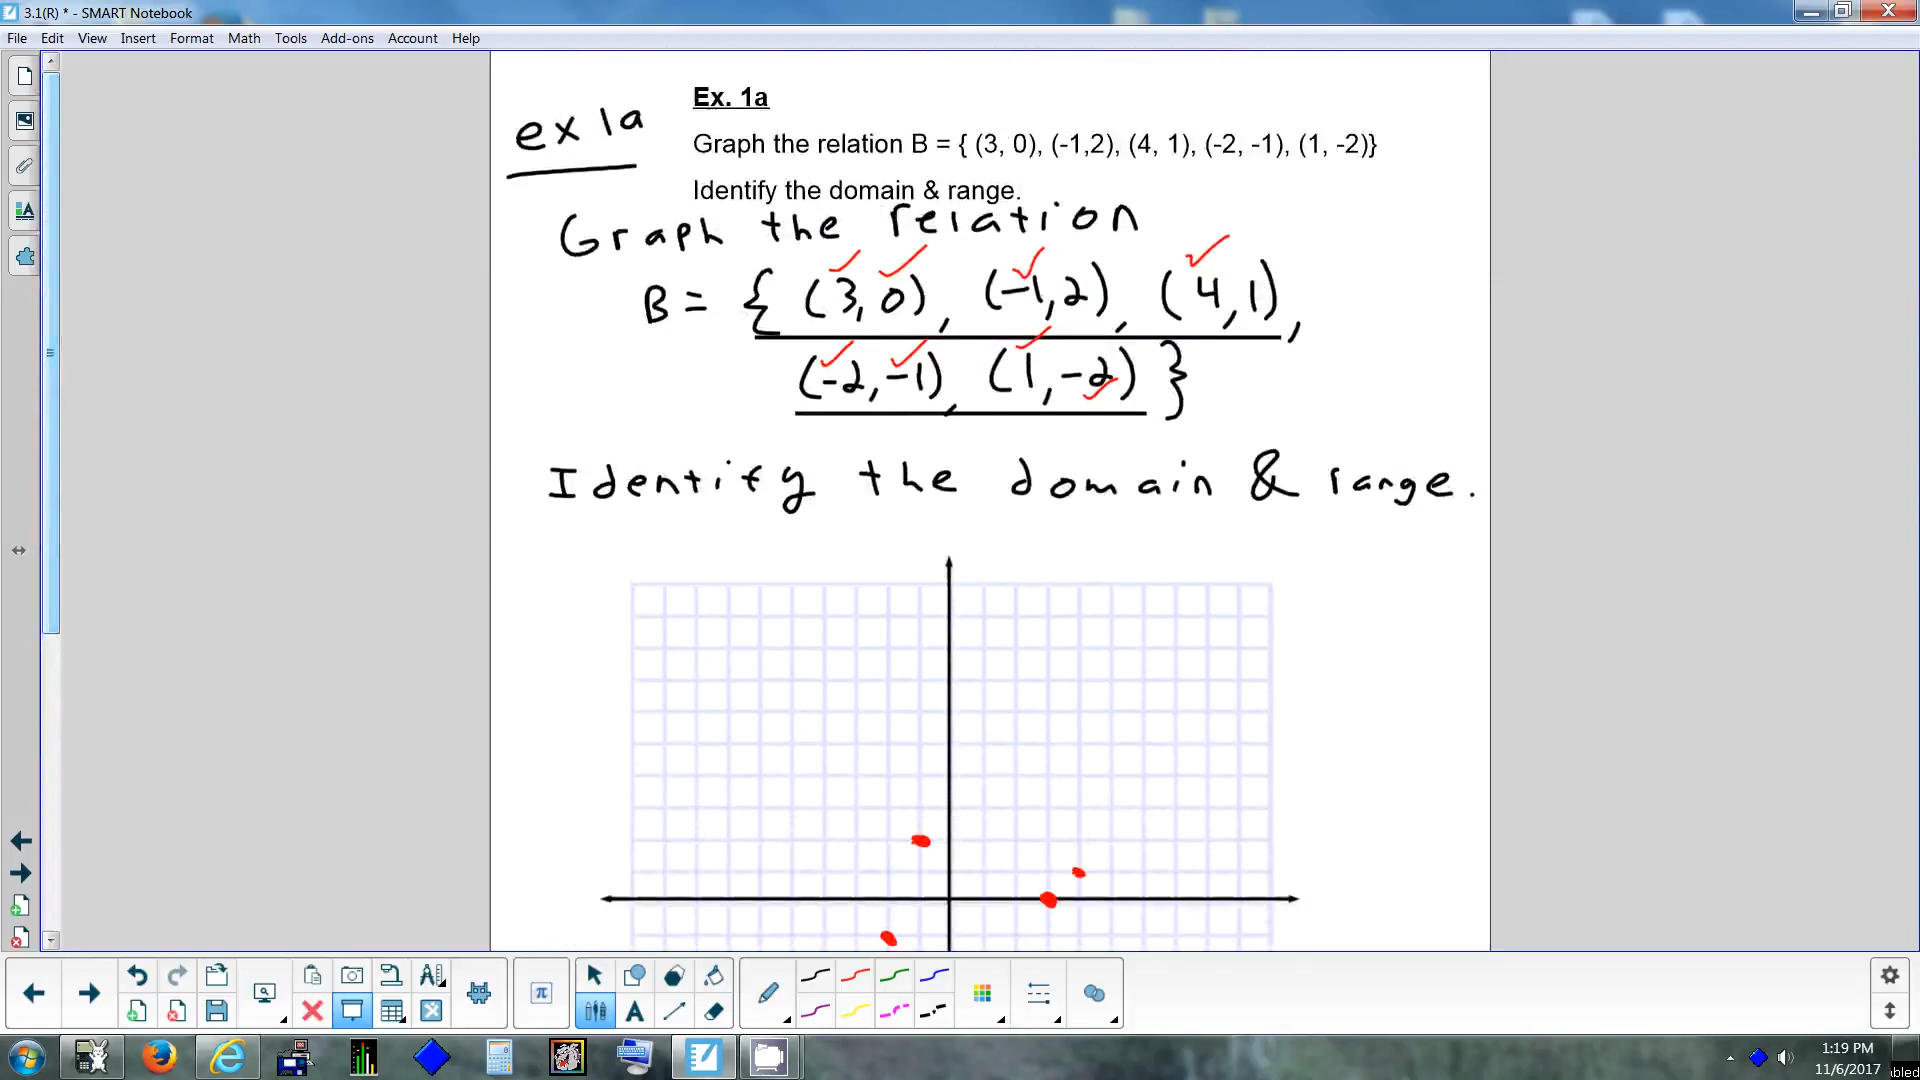 3.1(R) * - SMART Notebook
File Edit View Insert Format Math Tools Add-ons Account Help
Ex. 1a
ex 1a
Graph the relation B = { (3, 0), (-1,2), (4, 1), (-2, -1), (1, -2)}
Identify the domain & range.
Graph the relation
B = { (3,0), (-1,2), (4,1),
(-2,-1), (1,-2) }
Identify the domain & range.
π
A
1:19 PM
11/6/2017
bled